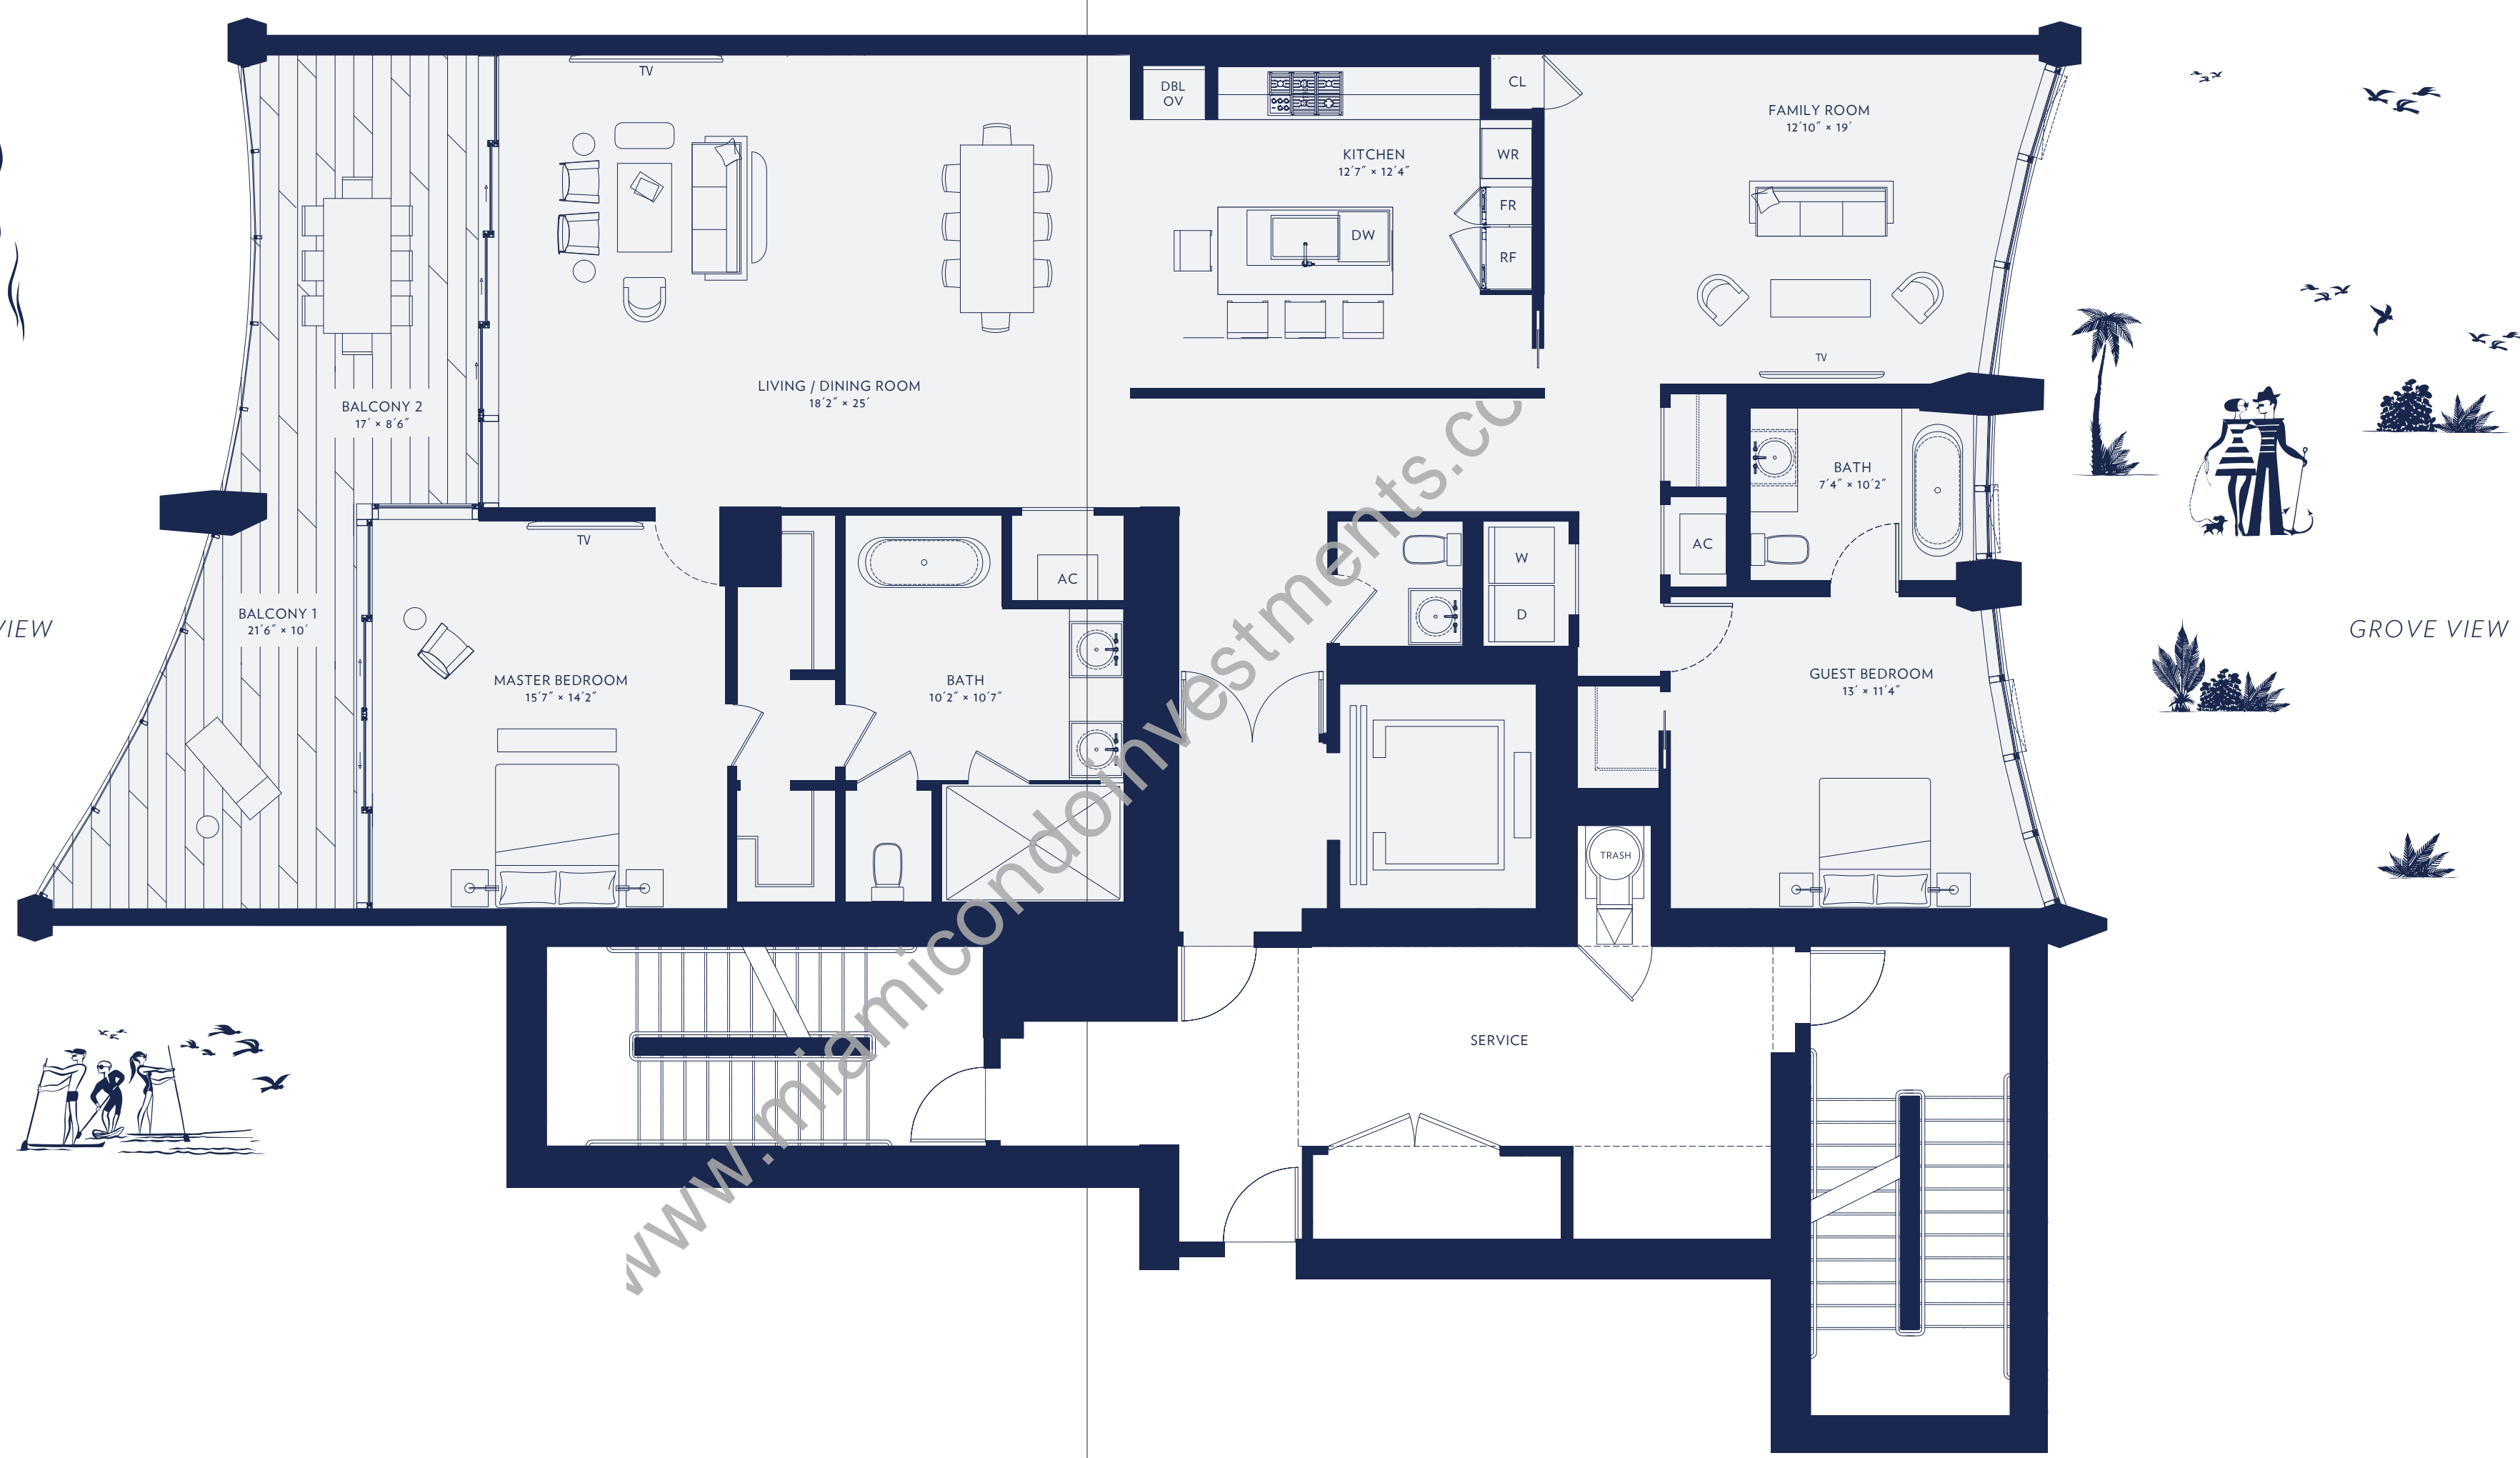 TV
DBL
OV
CL
FAMILY ROOM
12'10" × 19'
KITCHEN
12'7" × 12'4"
WR
FR
DW
RF
TV
LIVING / DINING ROOM
18'2" × 25'
BALCONY 2
17' × 8'6"
BATH
7'4" × 10'2"
TV
AC
W
AC
D
BALCONY 1
21'6" × 10'
VIEW
GROVE VIEW
MASTER BEDROOM
15'7" × 14'2"
BATH
10'2" × 10'7"
GUEST BEDROOM
13' × 11'4"
TRASH
SERVICE
www.miamicondoinvestments.co